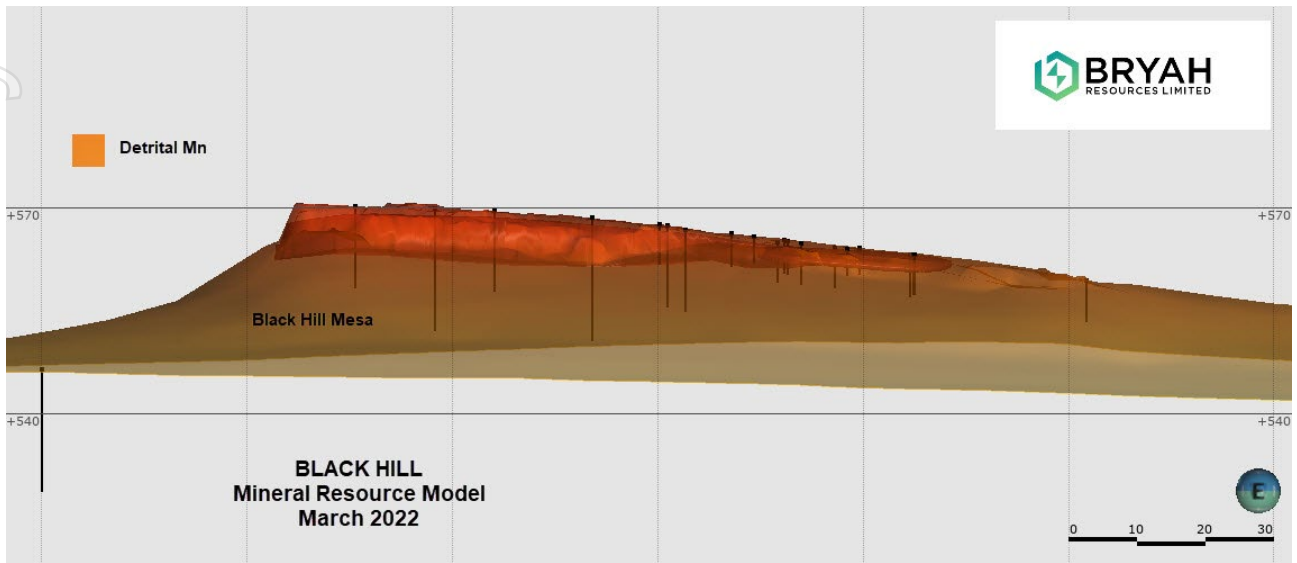 BRYAH
RESOURCES LIMITED
Detrital Mn
+570
+570
Black Hill Mesa
+540
+540
BLACK HILL
Mineral Resource Model
March 2022
E
0 10 20 30